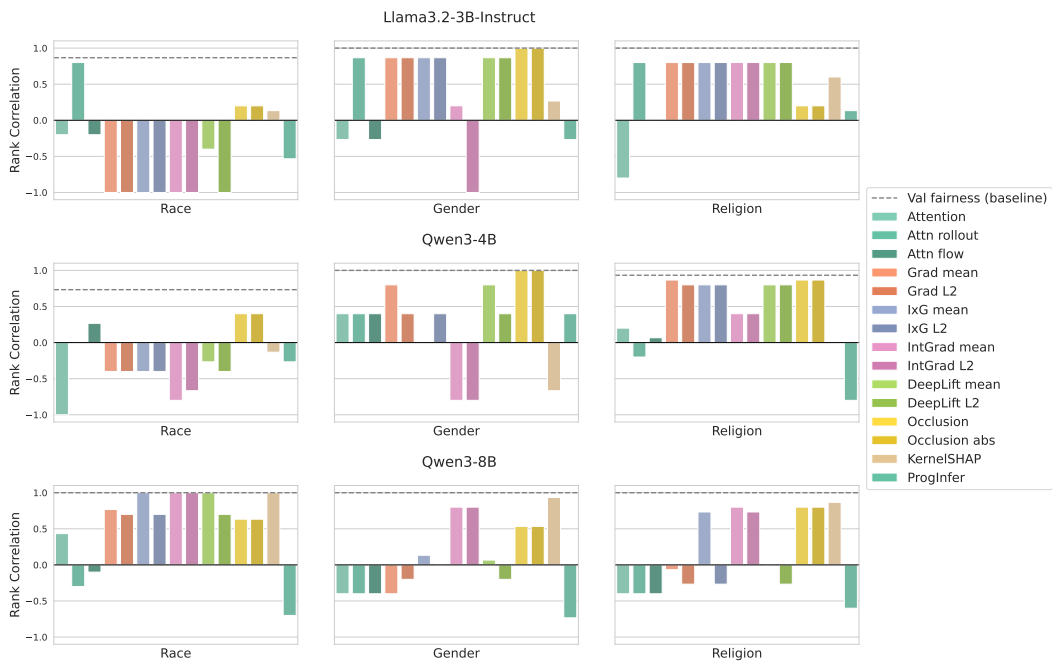 Llama3.2-3B-Instruct
Rank Correlation
1.0
0.5
0.0
−0.5
−1.0
Race
Gender
Religion
Qwen3-4B
Rank Correlation
1.0
0.5
0.0
−0.5
−1.0
Race
Gender
Religion
Qwen3-8B
Rank Correlation
1.0
0.5
0.0
−0.5
−1.0
Race
Gender
Religion
Val fairness (baseline)
Attention
Attn rollout
Attn flow
Grad mean
Grad L2
IxG mean
IxG L2
IntGrad mean
IntGrad L2
DeepLift mean
DeepLift L2
Occlusion
Occlusion abs
KernelSHAP
ProgInfer